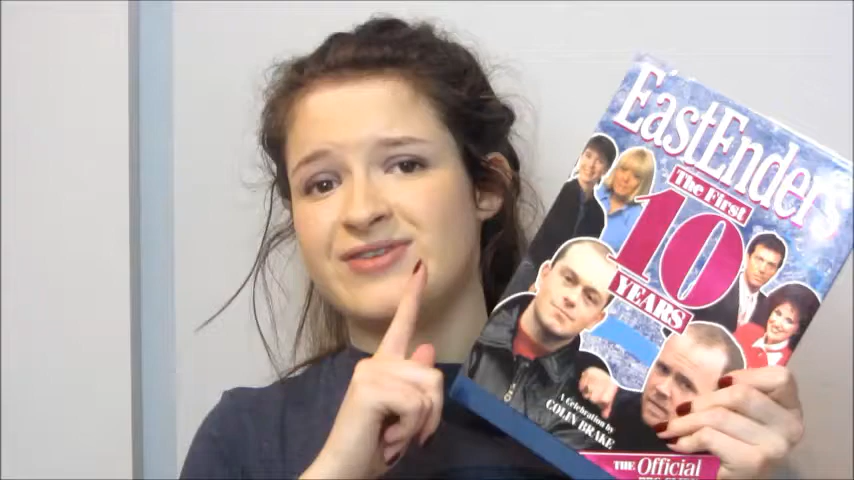 EastEnders
The First
10
YEARS
A Celebration by
COLIN BRAKE
THE Official